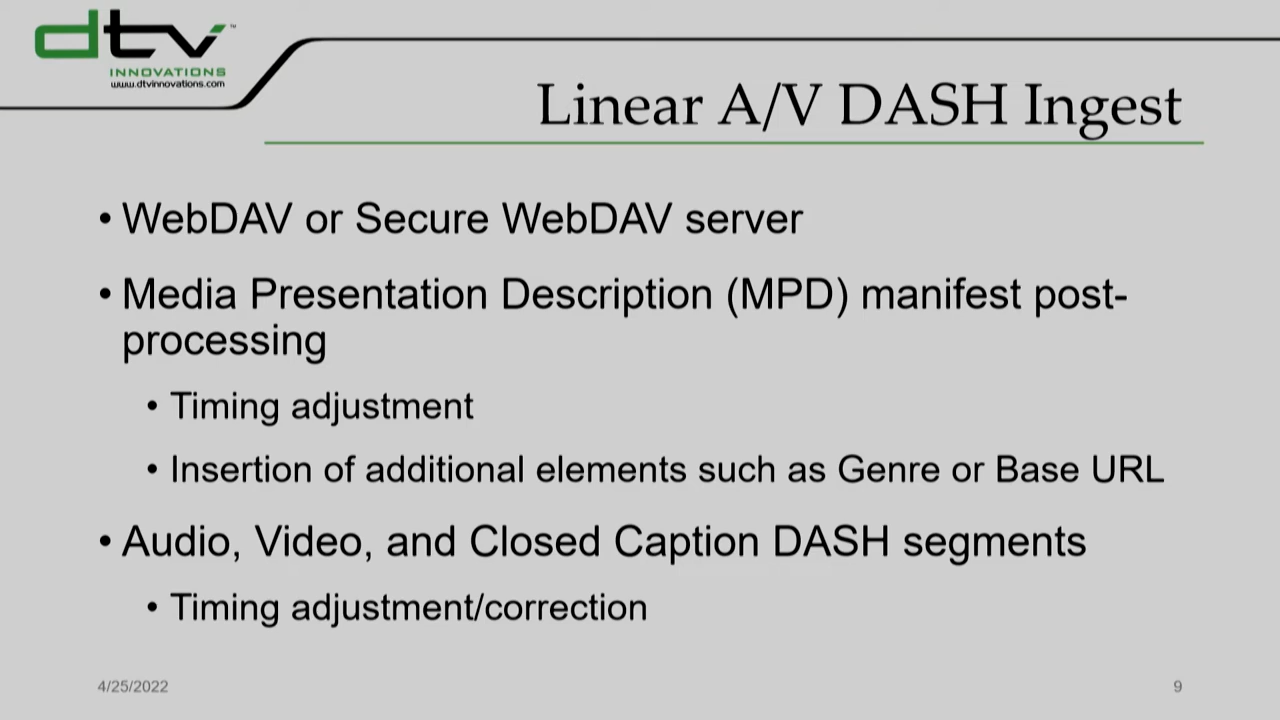 dtv™
INNOVATIONS
www.dtvinnovations.com
Linear A/V DASH Ingest
• WebDAV or Secure WebDAV server
• Media Presentation Description (MPD) manifest post-
processing
• Timing adjustment
• Insertion of additional elements such as Genre or Base URL
• Audio, Video, and Closed Caption DASH segments
• Timing adjustment/correction
4/25/2022
9